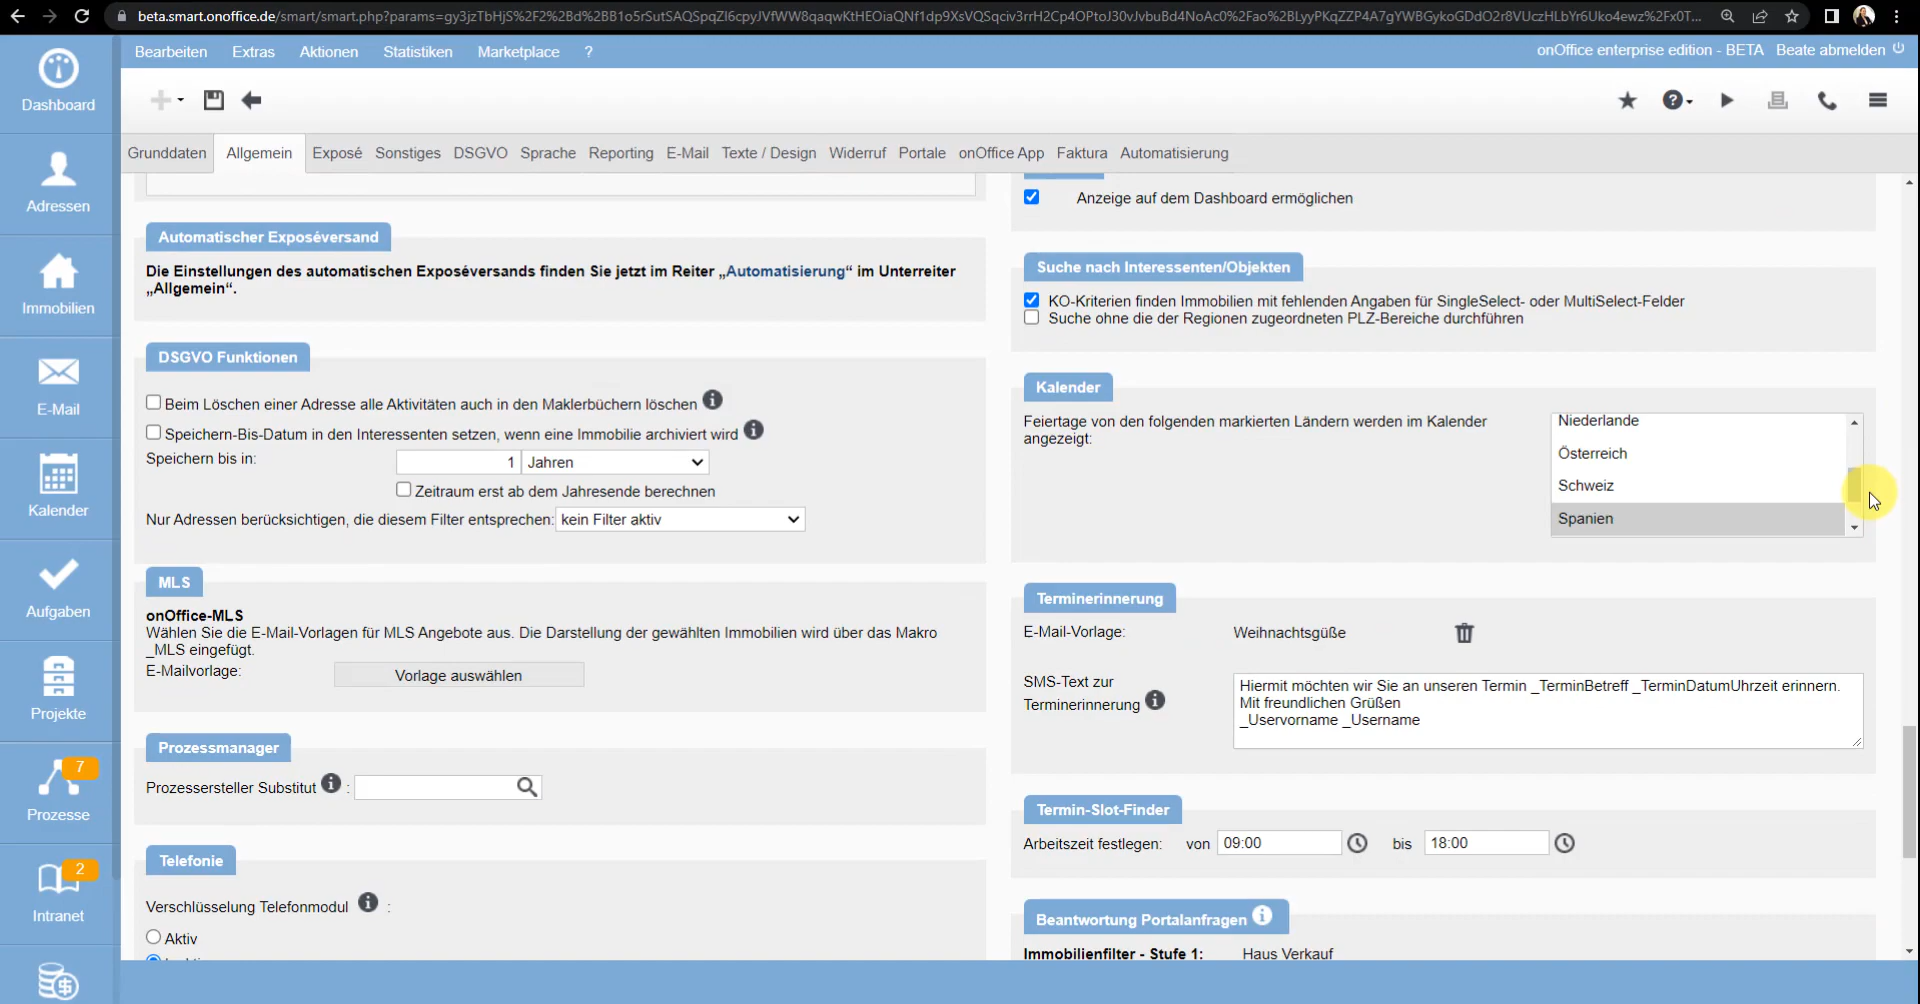 beta.smart.onoffice.de/smart/smart.php?params=
Bearbeiten Extras Aktionen Statistiken Marketplace ?
onOffice enterprise edition - BETA Beate abmelden
Dashboard
Adressen
Immobilien
E-Mail
Kalender
Aufgaben
Projekte
7
Prozesse
2
Intranet
Grunddaten Allgemein Exposé Sonstiges DSGVO Sprache Reporting E-Mail Texte / Design Widerruf Portale onOffice App Faktura Automatisierung
Automatischer Exposéversand
Die Einstellungen des automatischen Exposéversands finden Sie jetzt im Reiter „Automatisierung“ im Unterreiter
„Allgemein“.
DSGVO Funktionen
Beim Löschen einer Adresse alle Aktivitäten auch in den Maklerbüchern löschen
Speichern-Bis-Datum in den Interessenten setzen, wenn eine Immobilie archiviert wird
Speichern bis in: 1 Jahren
Zeitraum erst ab dem Jahresende berechnen
Nur Adressen berücksichtigen, die diesem Filter entsprechen: kein Filter aktiv
MLS
onOffice-MLS
Wählen Sie die E-Mail-Vorlagen für MLS Angebote aus. Die Darstellung der gewählten Immobilien wird über das Makro
_MLS eingefügt.
E-Mailvorlage: Vorlage auswählen
Prozessmanager
Prozessersteller Substitut :
Telefonie
Verschlüsselung Telefonmodul :
Aktiv
Anzeige auf dem Dashboard ermöglichen
Suche nach Interessenten/Objekten
KO-Kriterien finden Immobilien mit fehlenden Angaben für SingleSelect- oder MultiSelect-Felder
Suche ohne die der Regionen zugeordneten PLZ-Bereiche durchführen
Kalender
Feiertage von den folgenden markierten Ländern werden im Kalender
angezeigt:
Niederlande
Österreich
Schweiz
Spanien
Terminerinnerung
E-Mail-Vorlage: Weihnachtsgüße
SMS-Text zur
Terminerinnerung
Hiermit möchten wir Sie an unseren Termin _TerminBetreff _TerminDatumUhrzeit erinnern.
Mit freundlichen Grüßen
_Uservorname _Username
Termin-Slot-Finder
Arbeitszeit festlegen: von 09:00 bis 18:00
Beantwortung Portalanfragen
Immobilienfilter - Stufe 1: Haus Verkauf